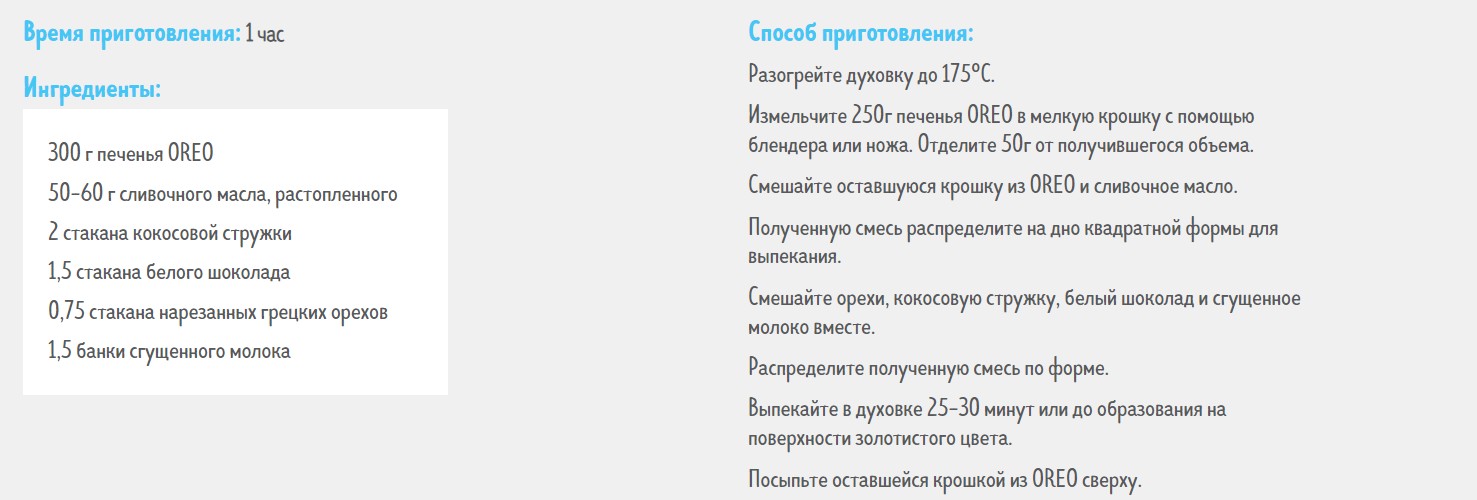 Время приготовления: 1 час
Ингредиенты:
300 г печенья OREO
50–60 г сливочного масла, растопленного
2 стакана кокосовой стружки
1,5 стакана белого шоколада
0,75 стакана нарезанных грецких орехов
1,5 банки сгущенного молока
Способ приготовления:
Разогрейте духовку до 175°C.
Измельчите 250г печенья OREO в мелкую крошку с помощью
блендера или ножа. Отделите 50г от получившегося объема.
Смешайте оставшуюся крошку из OREO и сливочное масло.
Полученную смесь распределите на дно квадратной формы для
выпекания.
Смешайте орехи, кокосовую стружку, белый шоколад и сгущенное
молоко вместе.
Распределите полученную смесь по форме.
Выпекайте в духовке 25–30 минут или до образования на
поверхности золотистого цвета.
Посыпьте оставшейся крошкой из OREO сверху.